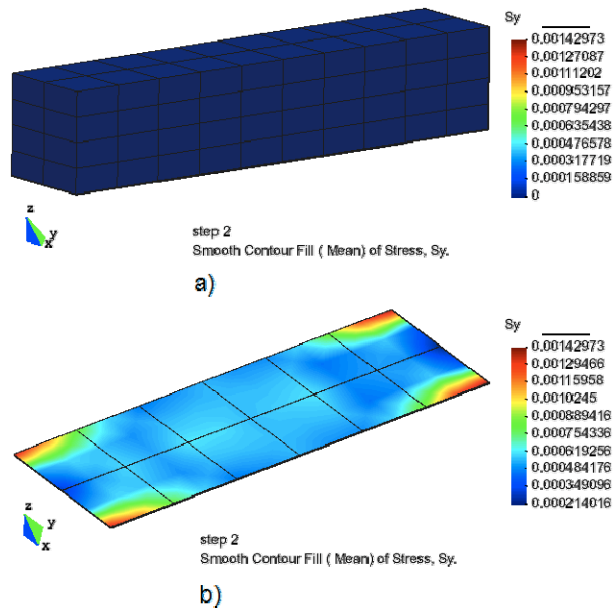 Sy
0.00142973
0.00127087
0.00111202
0.000953157
0.000794297
0.000635438
0.000476578
0.000317719
0.000158859
0
z
y
x
step 2
Smooth Contour Fill ( Mean) of Stress, Sy.
a)
Sy
0.00142973
0.00129466
0.00115958
0.0010245
0.000889416
0.000754336
0.000619256
0.000484176
0.000349096
0.000214016
z
y
x
step 2
Smooth Contour Fill ( Mean) of Stress, Sy.
b)